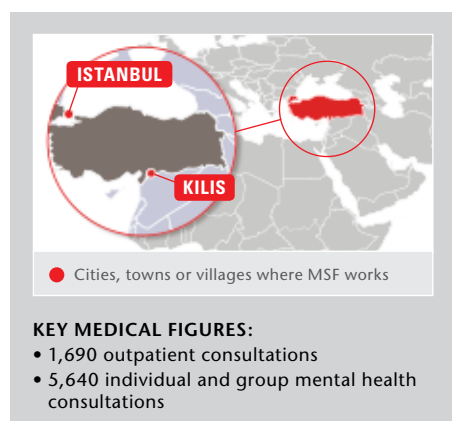 ISTANBUL
KILIS
Cities, towns or villages where MSF works
KEY MEDICAL FIGURES:
• 1,690 outpatient consultations
• 5,640 individual and group mental health
consultations